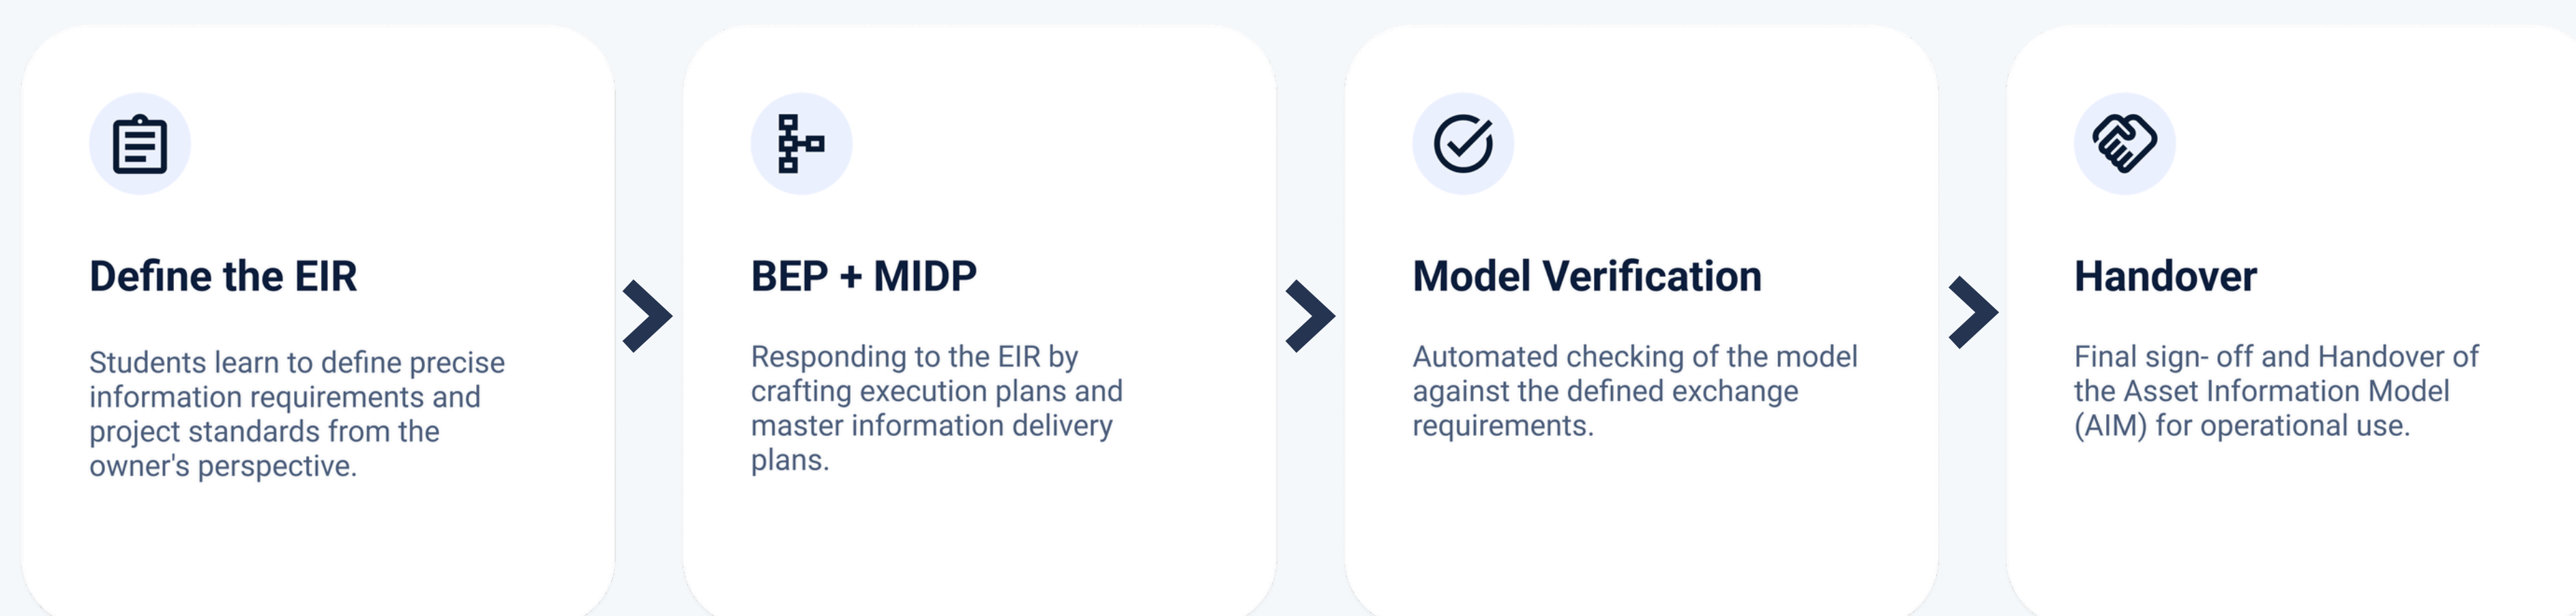 Define the EIR
Students learn to define precise
information requirements and
project standards from the
owner's perspective.
BEP + MIDP
Responding to the EIR by
crafting execution plans and
master information delivery
plans.
Model Verification
Automated checking of the model
against the defined exchange
requirements.
Handover
Final sign- off and Handover of
the Asset Information Model
(AIM) for operational use.